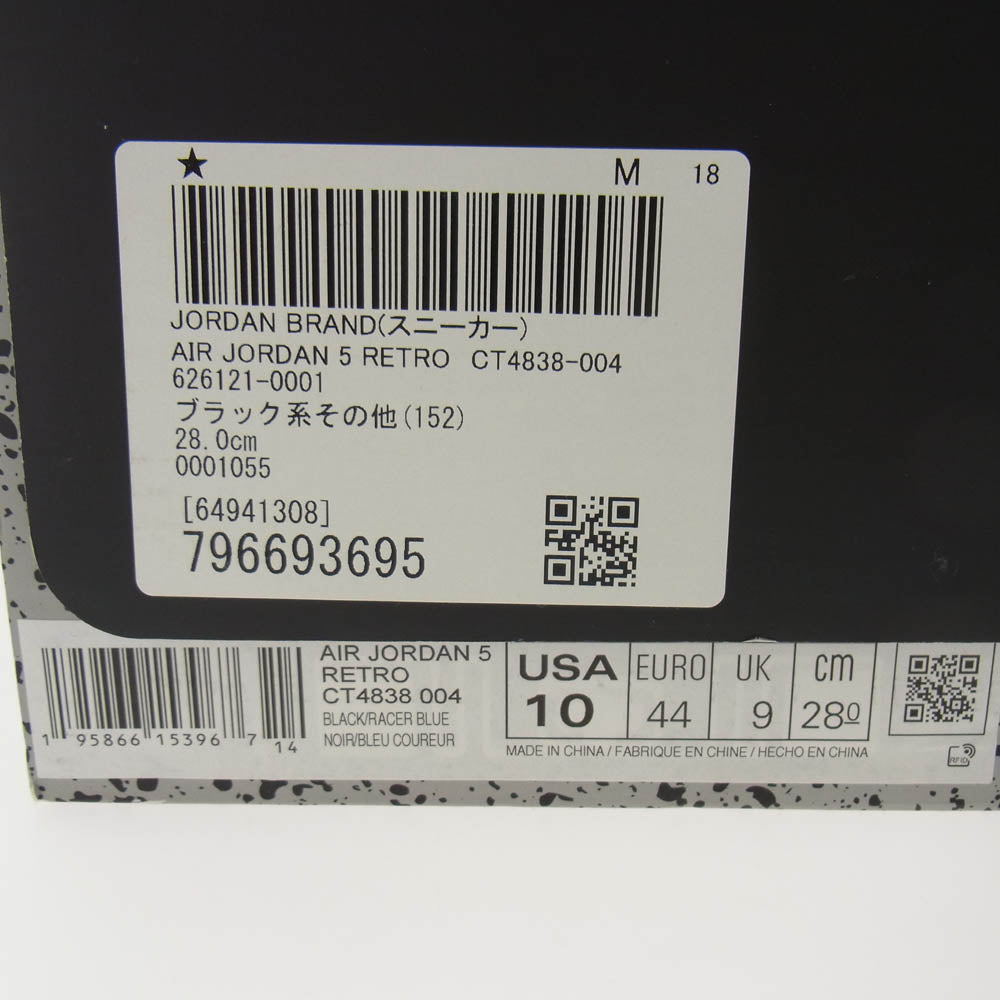 ★ M 18
JORDAN BRAND(スニーカー)
AIR JORDAN 5 RETRO CT4838-004
626121-0001
ブラック系その他(152)
28.0cm
0001055
[64941308]
796693695
AIR JORDAN 5
RETRO
CT4838 004
BLACK/RACER BLUE
NOIR/BLEU COUREUR
1 95866 15396 7 14
USA EURO UK cm
10 44 9 28.0
MADE IN CHINA / FABRIQUE EN CHINE / HECHO EN CHINA
RFID